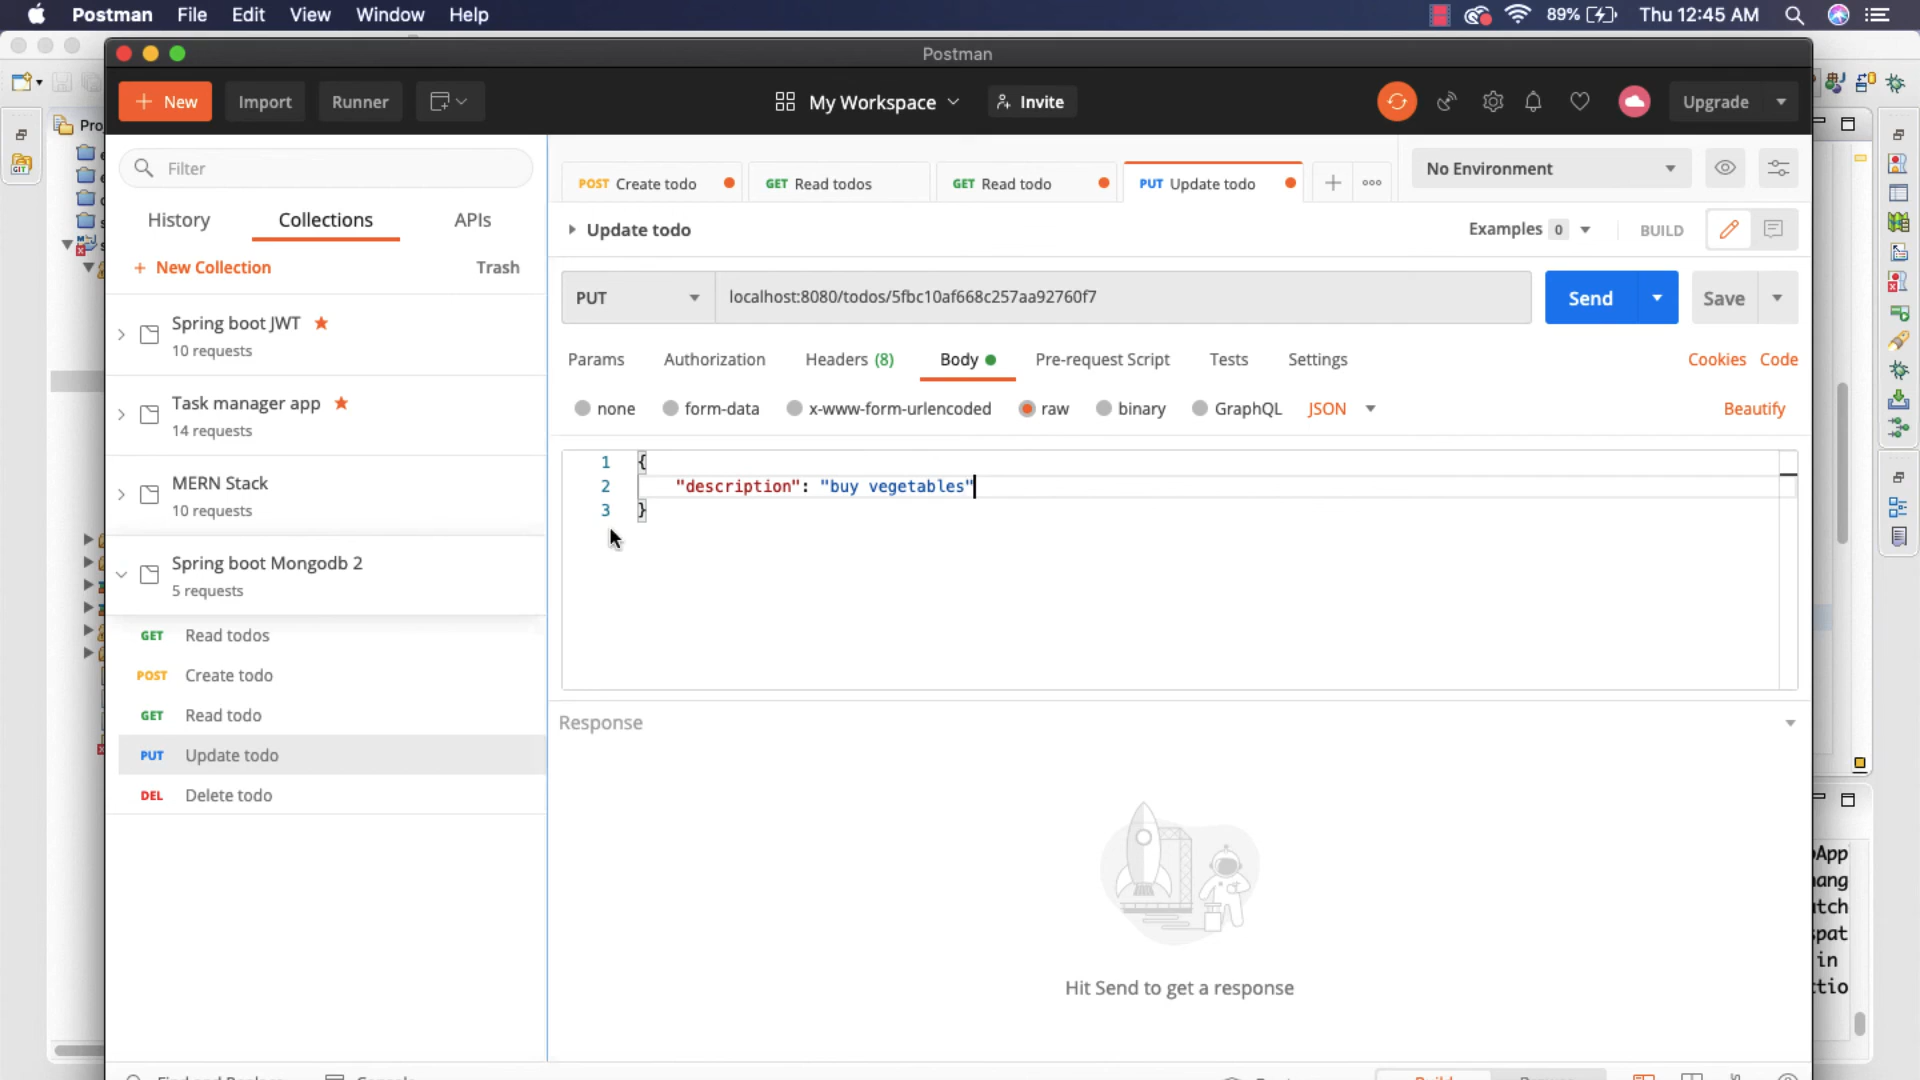 Postman File Edit View Window Help 89% Thu 12:45 AM
Postman
New Import Runner My Workspace Invite Upgrade
Filter
History Collections APIs
+ New Collection Trash
Spring boot JWT
10 requests
Task manager app
14 requests
MERN Stack
10 requests
Spring boot Mongodb 2
5 requests
GET Read todos
POST Create todo
GET Read todo
PUT Update todo
DEL Delete todo
POST Create todo GET Read todos GET Read todo PUT Update todo No Environment
Update todo Examples 0 BUILD
PUT localhost:8080/todos/5fbc10af668c257aa92760f7 Send Save
Params Authorization Headers (8) Body Pre-request Script Tests Settings Cookies Code
none form-data x-www-form-urlencoded raw binary GraphQL JSON Beautify
1 {
2 "description": "buy vegetables"
3 }
Response
Hit Send to get a response